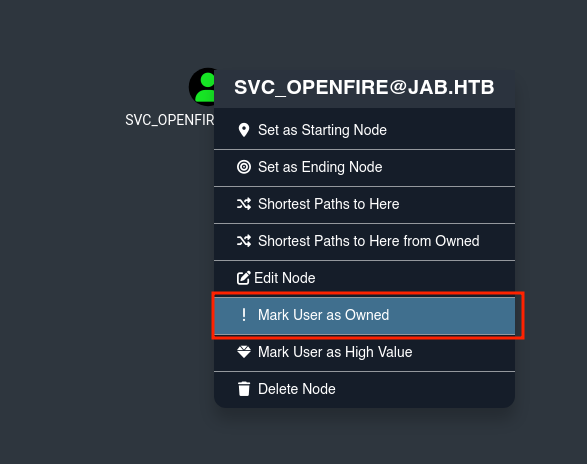 SVC_OPENFIRE@JAB.HTB
SVC_OPENFIR
Set as Starting Node
Set as Ending Node
Shortest Paths to Here
Shortest Paths to Here from Owned
Edit Node
Mark User as Owned
Mark User as High Value
Delete Node